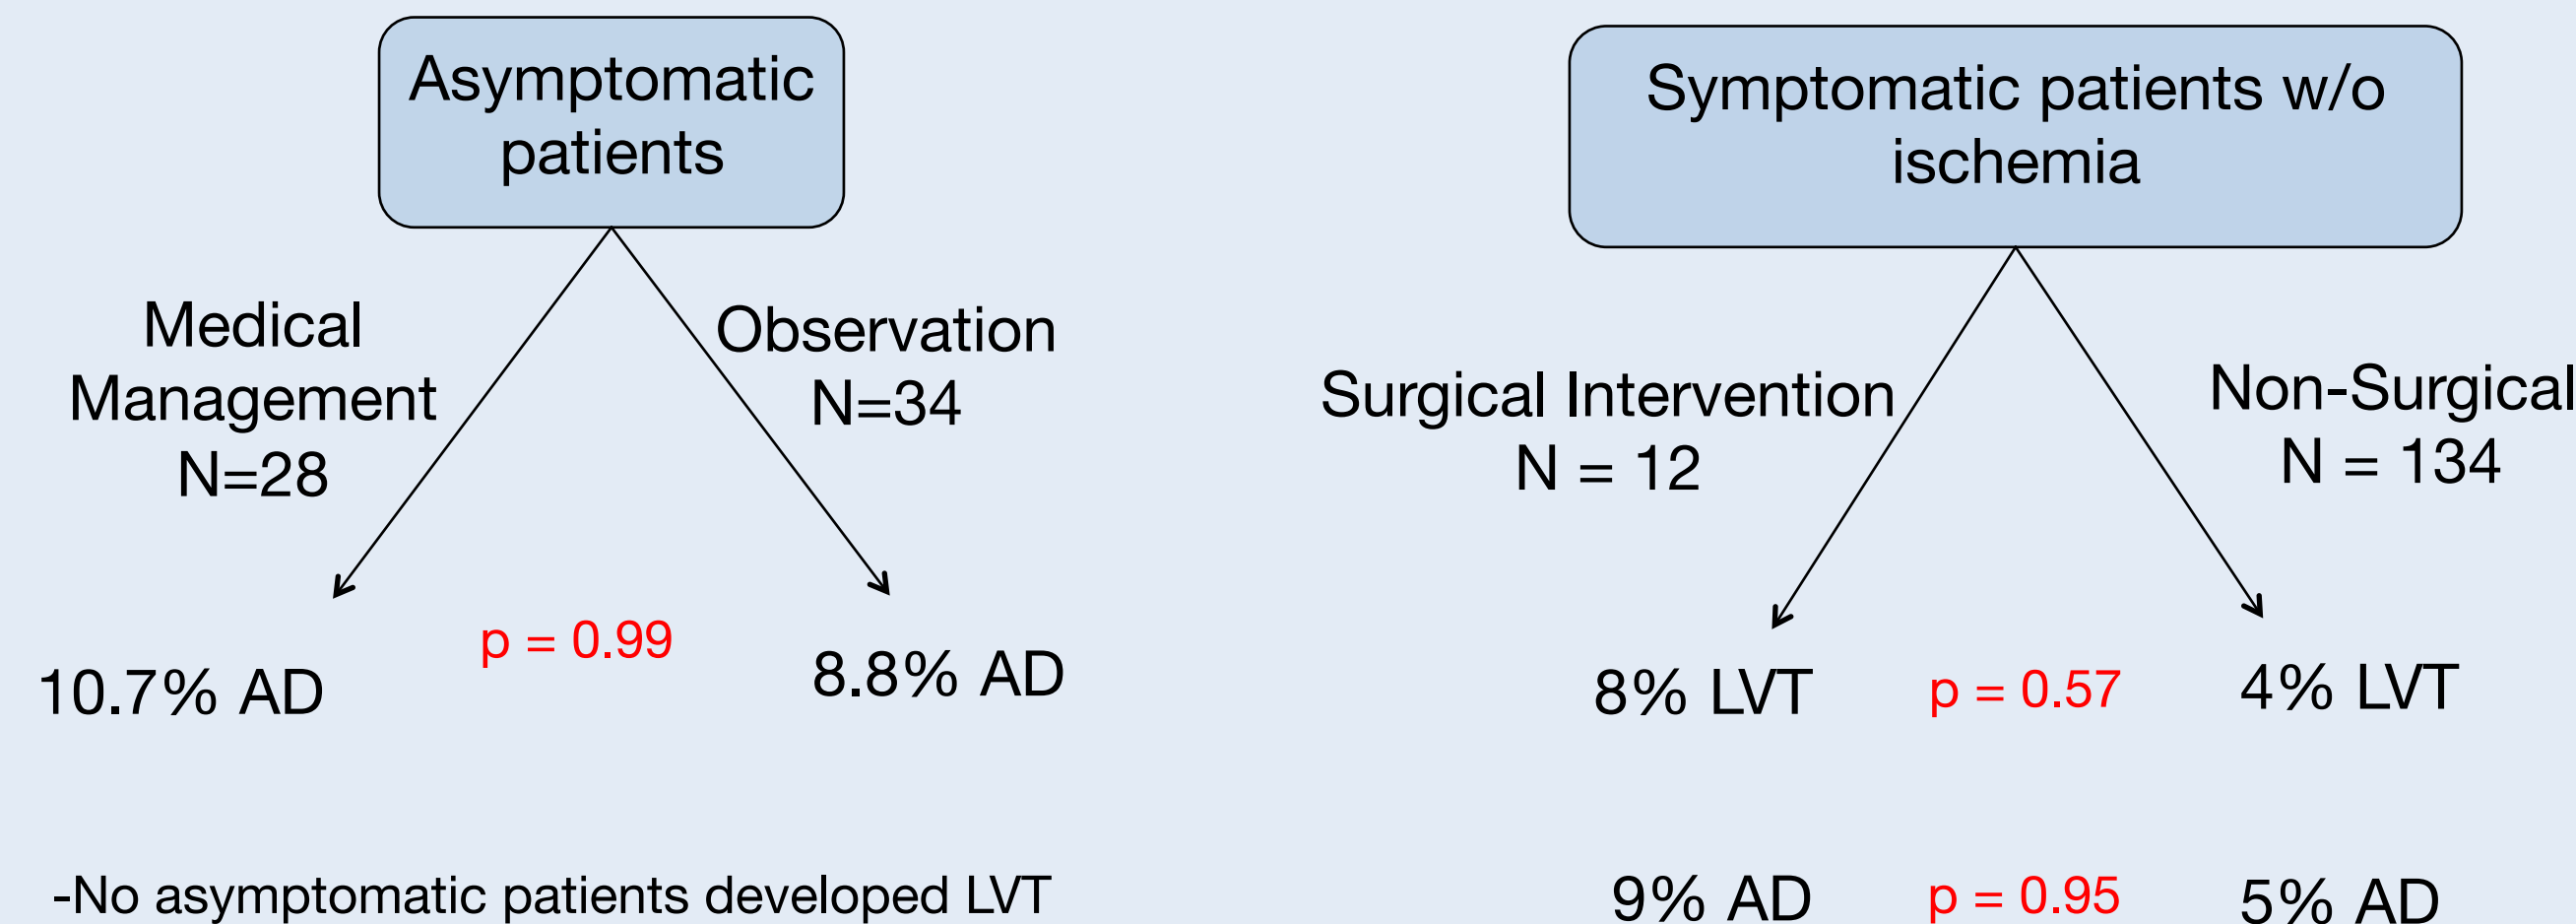 Asymptomatic
patients
Medical
Management
N=28
Observation
N=34
10.7% AD
p = 0.99
8.8% AD
-No asymptomatic patients developed LVT
Symptomatic patients w/o
ischemia
Surgical Intervention
N = 12
Non-Surgical
N = 134
8% LVT
p = 0.57
4% LVT
9% AD
p = 0.95
5% AD